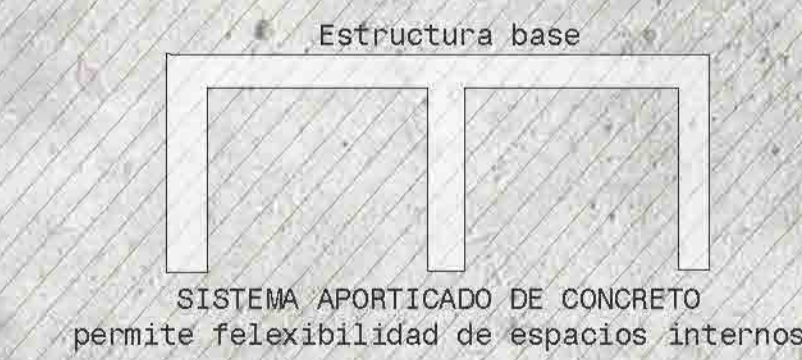 Estructura base
SISTEMA APORTICADO DE CONCRETO
permite felexibilidad de espacios internos